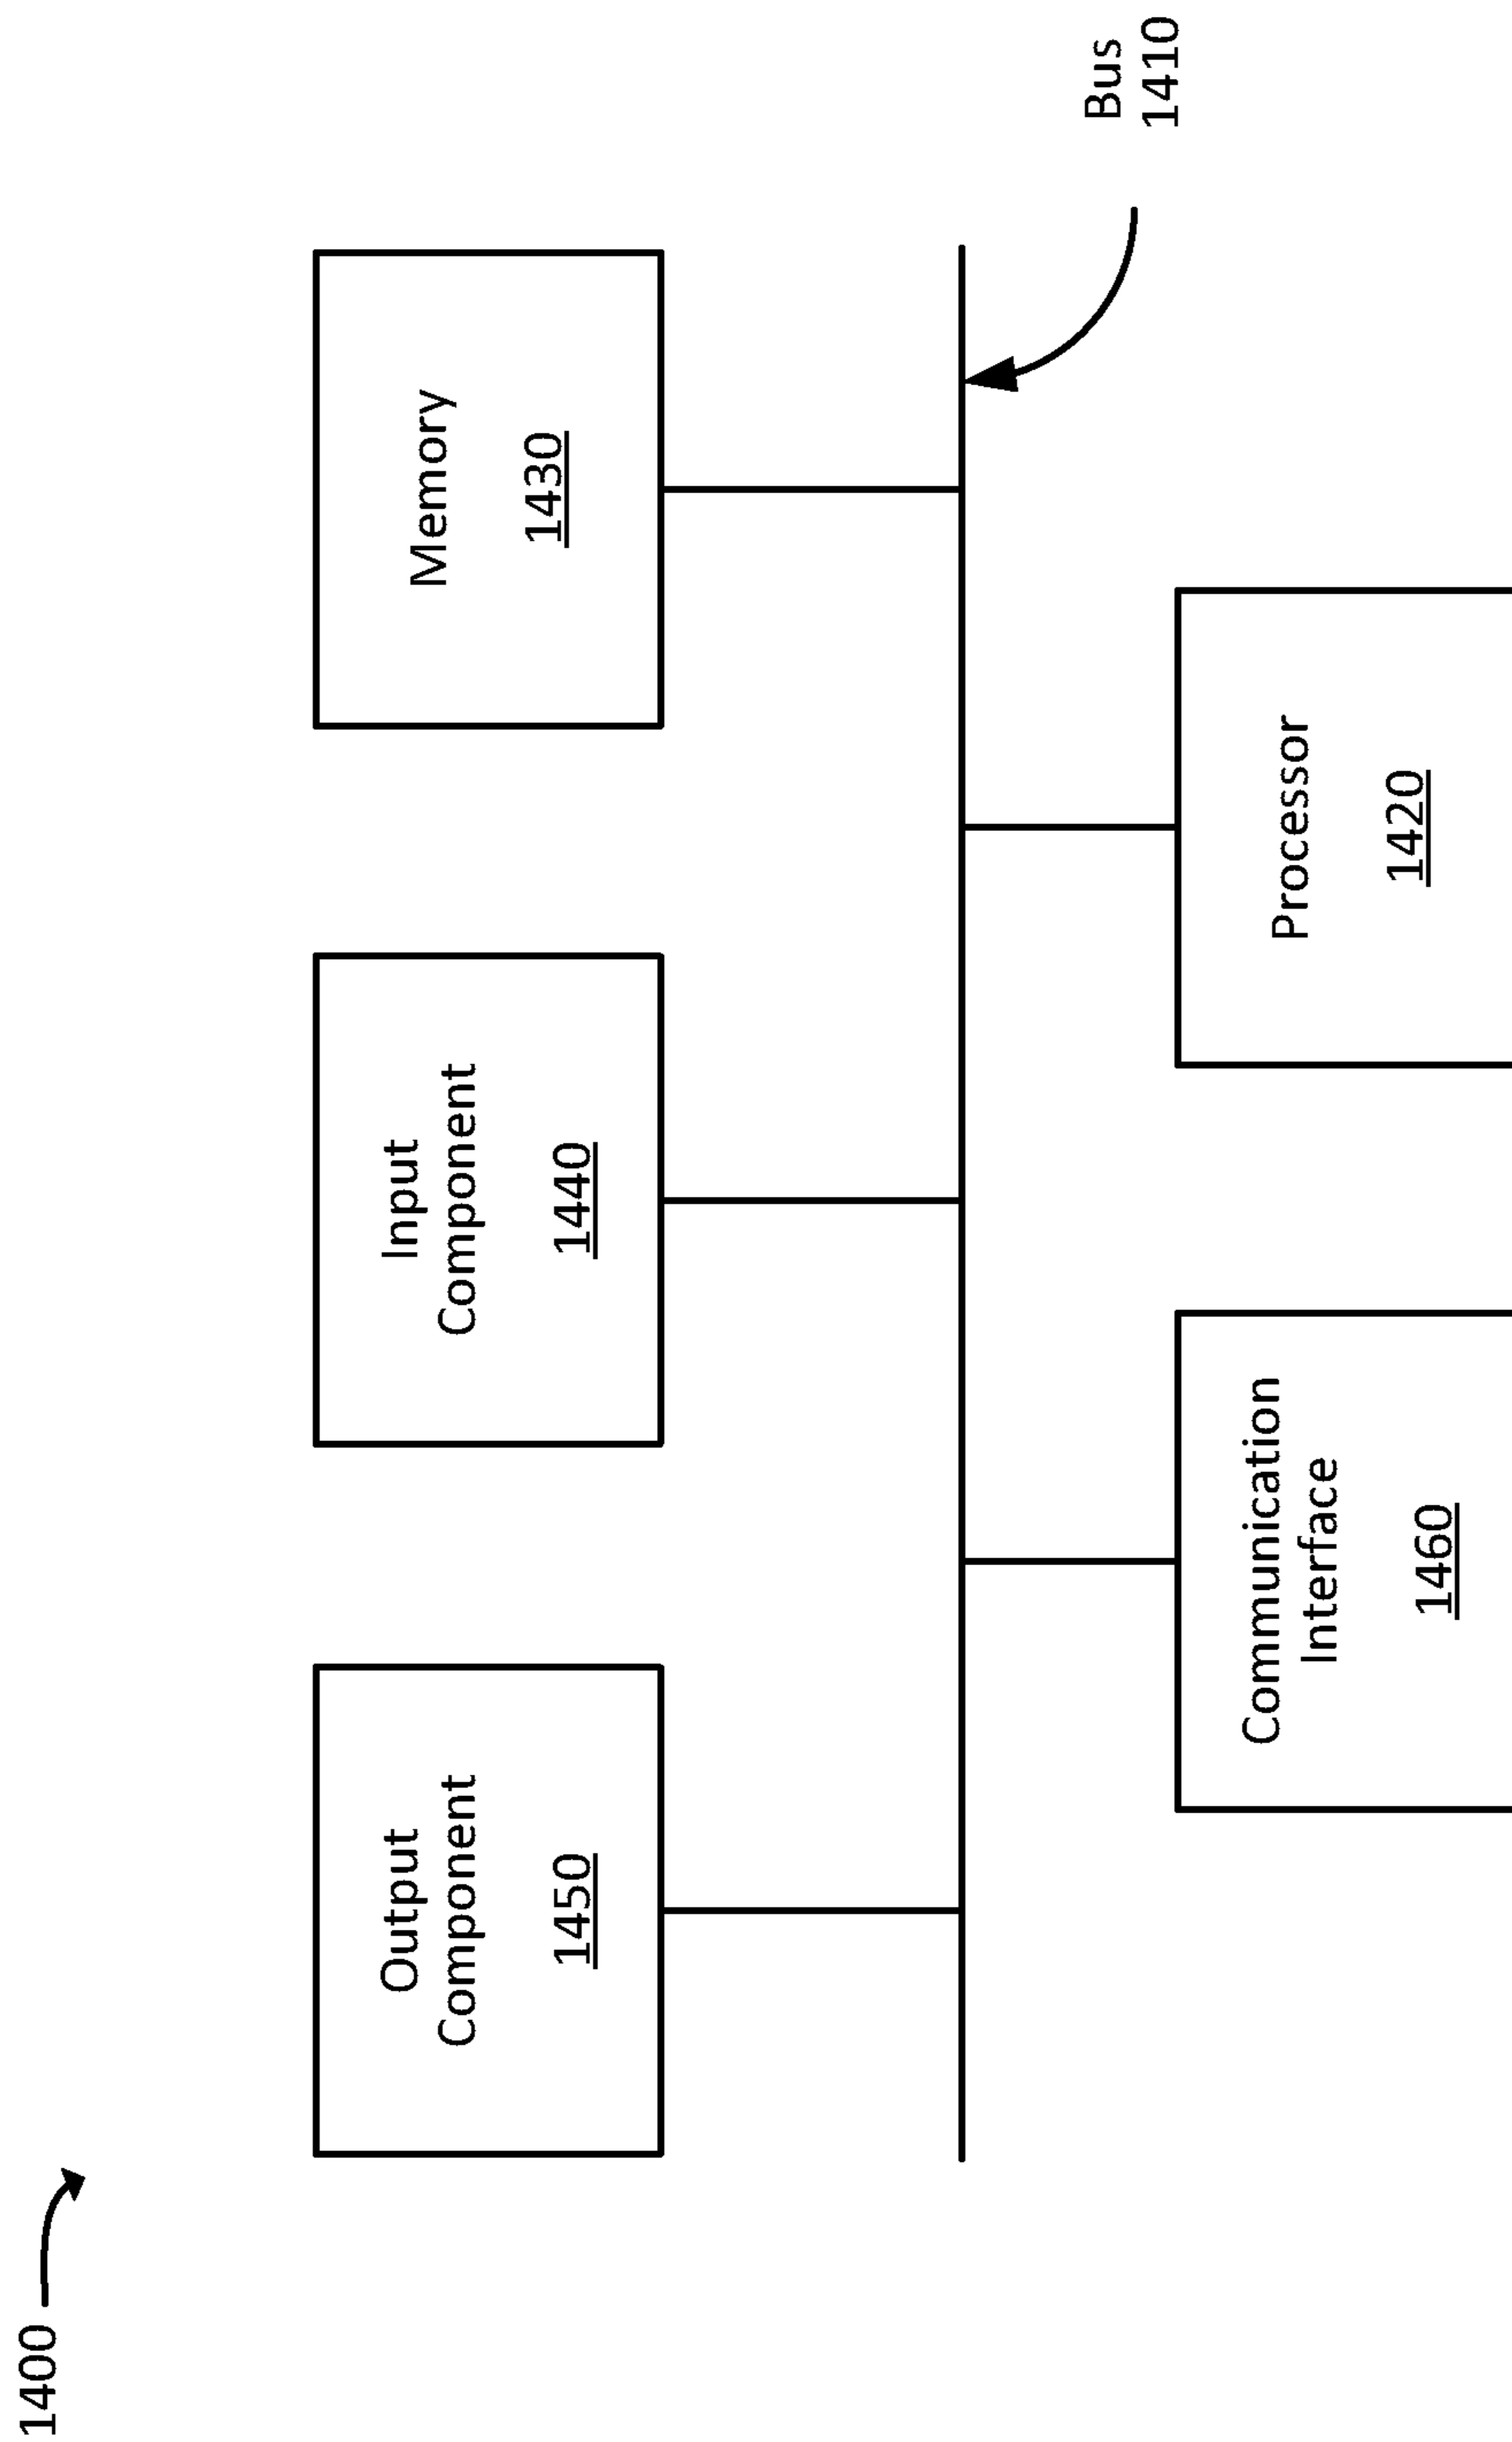 1400
Output
Component
1450
Input
Component
1440
Memory
1430
Bus
1410
Communication
Interface
1460
Processor
1420